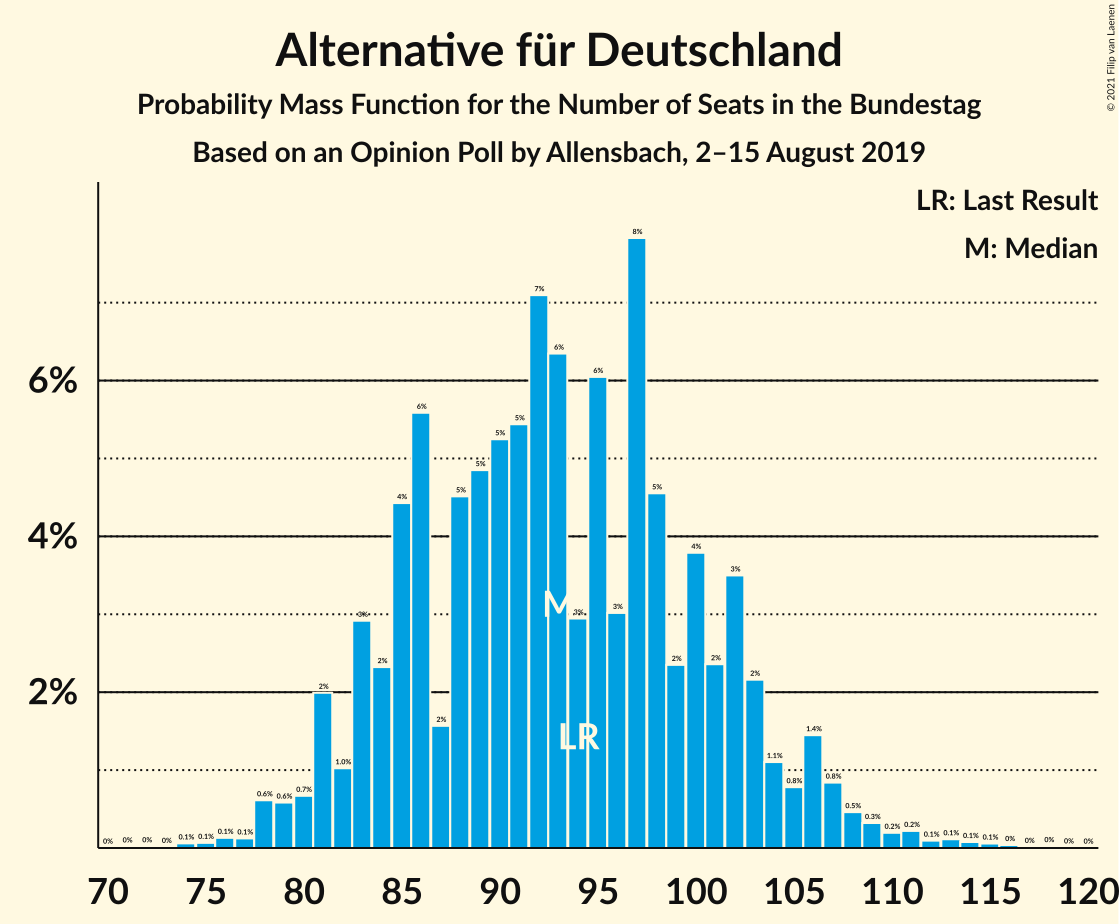 Alternative für Deutschland
Probability Mass Function for the Number of Seats in the Bundestag
Based on an Opinion Poll by Allensbach, 2–15 August 2019
© 2021 Filip van Laenen
LR: Last Result
M: Median
6%
4%
2%
0% 0% 0% 0% 0.1% 0.1% 0.1% 0.1% 0.6% 0.6% 0.7% 2% 1.0% 3% 2% 4% 6% 2% 5% 5% 5% 5% 7% 6% 3% 6% 3% 8% 5% 2% 4% 2% 3% 2% 1.1% 0.8% 1.4% 0.8% 0.5% 0.3% 0.2% 0.2% 0.1% 0.1% 0.1% 0.1% 0% 0% 0% 0% 0%
M
LR
70 75 80 85 90 95 100 105 110 115 120